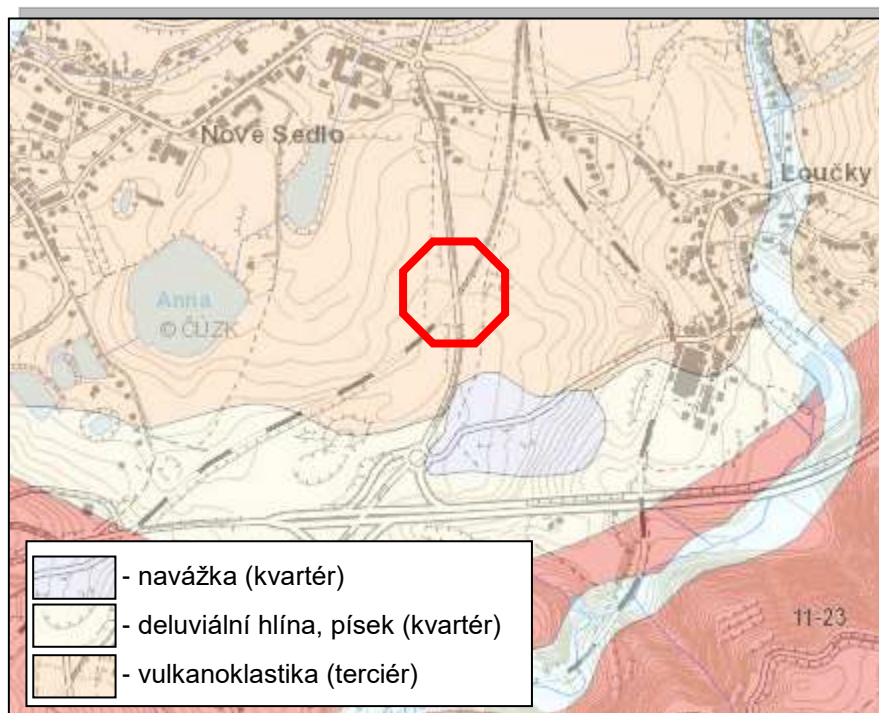 Nové Sedlo
Loučky
Anna
© ČÚZK
11-23
- navážka (kvartér)
- deluviální hlína, písek (kvartér)
- vulkanoklastika (terciér)